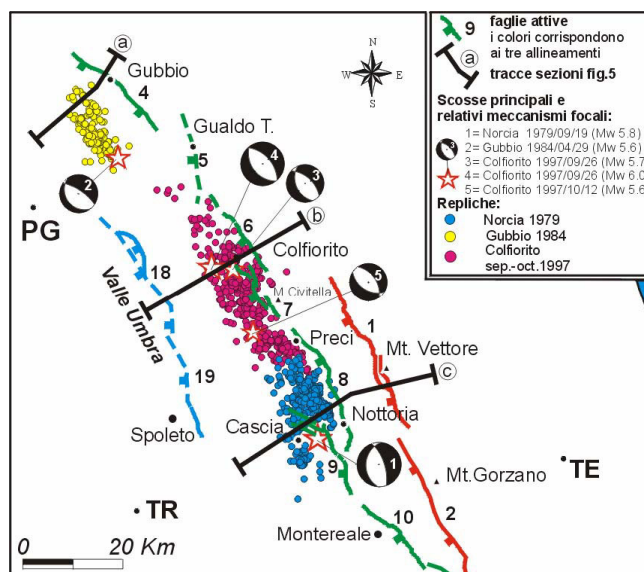 a
Gubbio
4
N
W E
S
Gualdo T.
5
2
4
3
PG
6
b
Colfiorito
18
Valle Umbra
M.Civitella
5
7
1
Preci
Mt. Vettore
19
8
c
Spoleto
Cascia
Nottoria
9
1
Mt.Gorzano
TE
TR
10
2
Montereale
0 20 Km
9 faglie attive
i colori corrispondono
ai tre allineamenti
a
tracce sezioni fig.5
Scosse principali e
relativi meccanismi focali:
1= Norcia 1979/09/19 (Mw 5.8)
3 2= Gubbio 1984/04/29 (Mw 5.6)
3= Colfiorito 1997/09/26 (Mw 5.7
4= Colfiorito 1997/09/26 (Mw 6.0
5= Colfiorito 1997/10/12 (Mw 5.6
Repliche:
Norcia 1979
Gubbio 1984
Colfiorito
sep.-oct.1997